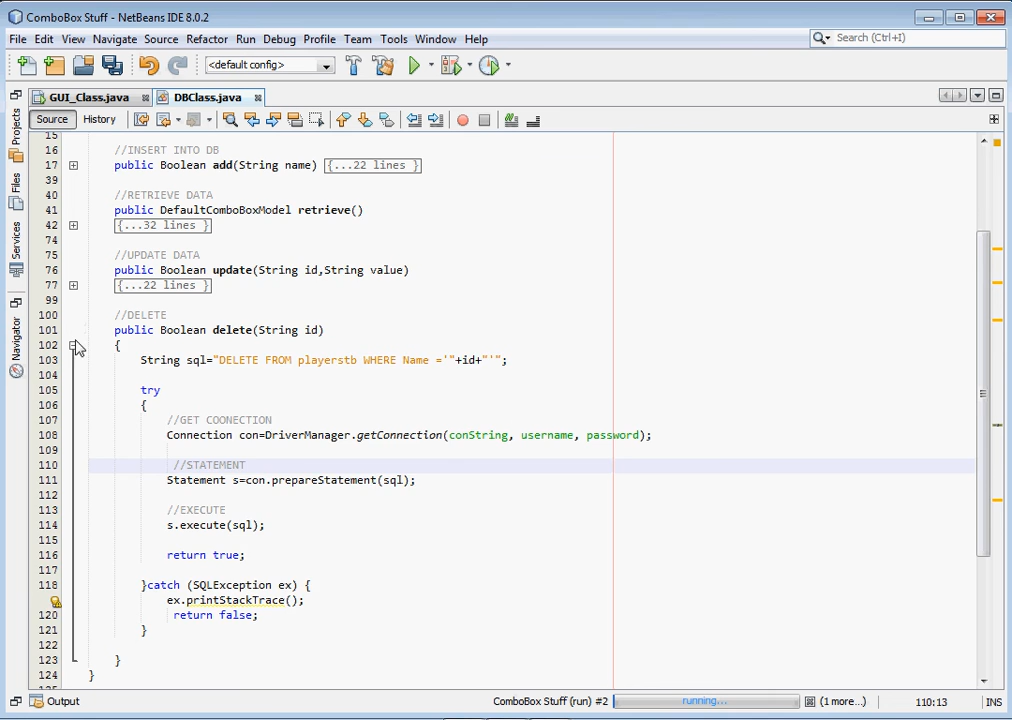 ComboBox Stuff - NetBeans IDE 8.0.2
File Edit View Navigate Source Refactor Run Debug Profile Team Tools Window Help
Search (Ctrl+I)
<default config>
GUI_Class.java DBClass.java
Source History
Projects
Files
Services
Navigator
15
16 //INSERT INTO DB
17 public Boolean add(String name) {...22 lines }
39
40 //RETRIEVE DATA
41 public DefaultComboBoxModel retrieve()
42 {...32 lines }
74
75 //UPDATE DATA
76 public Boolean update(String id,String value)
77 {...22 lines }
99
100 //DELETE
101 public Boolean delete(String id)
102 {
103 String sql="DELETE FROM playerstb WHERE Name ='"+id+"'";
104
105 try
106 {
107 //GET COONECTION
108 Connection con=DriverManager.getConnection(conString, username, password);
109
110 //STATEMENT
111 Statement s=con.prepareStatement(sql);
112
113 //EXECUTE
114 s.execute(sql);
115
116 return true;
117
118 }catch (SQLException ex) {
ex.printStackTrace();
120 return false;
121 }
122
123 }
124 }
Output
ComboBox Stuff (run) #2 running... (1 more...) 110:13 INS